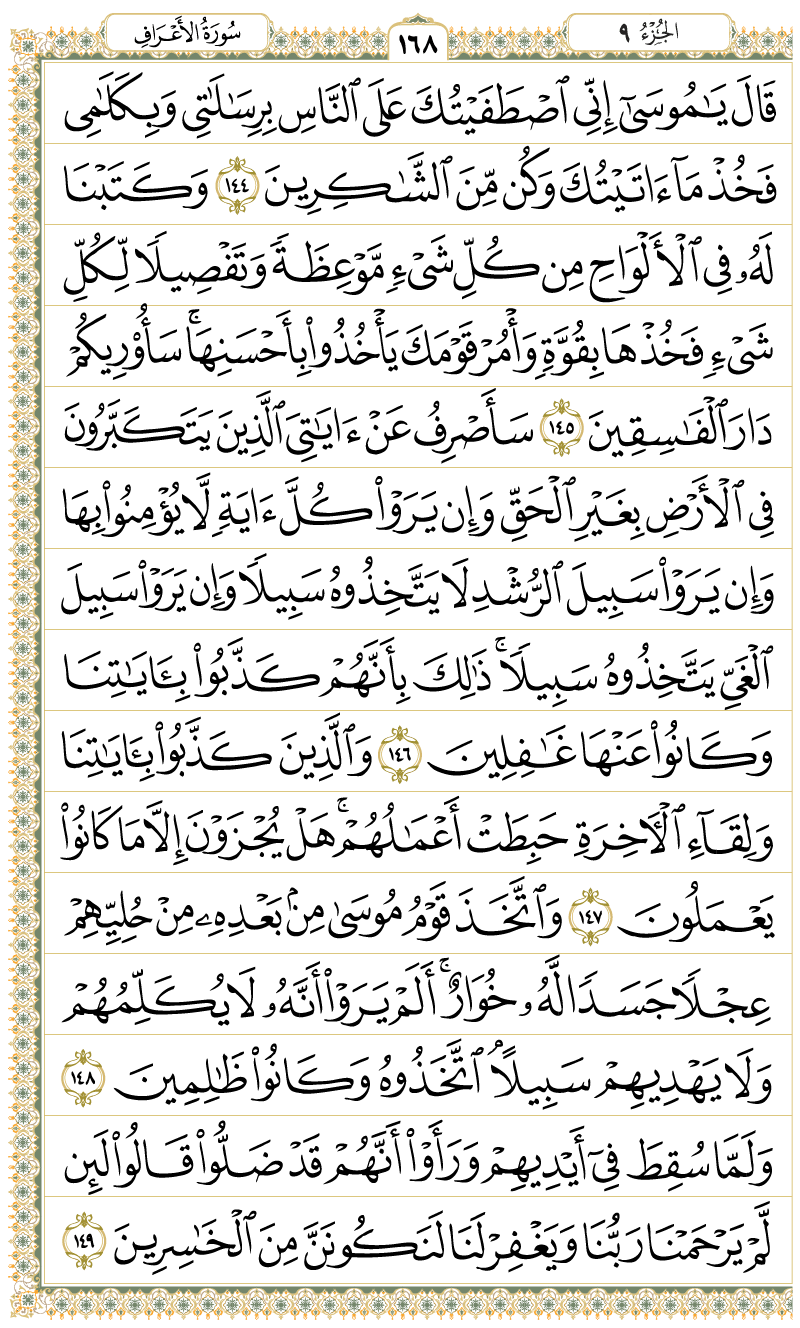 الجُزْءُ ٩
١٦٨
سُورَةُ الأَعْرَافِ
قَالَ يَـٰمُوسَىٰٓ إِنِّي ٱصْطَفَيْتُكَ عَلَى ٱلنَّاسِ بِرِسَـٰلَـٰتِي وَبِكَلَـٰمِي
فَخُذْ مَآ ءَاتَيْتُكَ وَكُن مِّنَ ٱلشَّـٰكِرِينَ ١٤٤ وَكَتَبْنَا
لَهُۥ فِي ٱلْأَلْوَاحِ مِن كُلِّ شَيْءٍ مَّوْعِظَةً وَتَفْصِيلًا لِّكُلِّ
شَيْءٍ فَخُذْهَا بِقُوَّةٍ وَأْمُرْ قَوْمَكَ يَأْخُذُوا۟ بِأَحْسَنِهَا ۚ سَأُو۟رِيكُمْ
دَارَ ٱلْفَـٰسِقِينَ ١٤٥ سَأَصْرِفُ عَنْ ءَايَـٰتِيَ ٱلَّذِينَ يَتَكَبَّرُونَ
فِي ٱلْأَرْضِ بِغَيْرِ ٱلْحَقِّ وَإِن يَرَوْا۟ كُلَّ ءَايَةٍ لَّا يُؤْمِنُوا۟ بِهَا
وَإِن يَرَوْا۟ سَبِيلَ ٱلرُّشْدِ لَا يَتَّخِذُوهُ سَبِيلًا وَإِن يَرَوْا۟ سَبِيلَ
ٱلْغَيِّ يَتَّخِذُوهُ سَبِيلًا ۚ ذَٰلِكَ بِأَنَّهُمْ كَذَّبُوا۟ بِـَٔايَـٰتِنَا
وَكَانُوا۟ عَنْهَا غَـٰفِلِينَ ١٤٦ وَٱلَّذِينَ كَذَّبُوا۟ بِـَٔايَـٰتِنَا
وَلِقَآءِ ٱلْـَٔاخِرَةِ حَبِطَتْ أَعْمَـٰلُهُمْ ۚ هَلْ يُجْزَوْنَ إِلَّا مَا كَانُوا۟
يَعْمَلُونَ ١٤٧ وَٱتَّخَذَ قَوْمُ مُوسَىٰ مِنۢ بَعْدِهِۦ مِنْ حُلِيِّهِمْ
عِجْلًا جَسَدًا لَّهُۥ خُوَارٌ ۚ أَلَمْ يَرَوْا۟ أَنَّهُۥ لَا يُكَلِّمُهُمْ
وَلَا يَهْدِيهِمْ سَبِيلًا ۘ ٱتَّخَذُوهُ وَكَانُوا۟ ظَـٰلِمِينَ ١٤٨
وَلَمَّا سُقِطَ فِيٓ أَيْدِيهِمْ وَرَأَوْا۟ أَنَّهُمْ قَدْ ضَلُّوا۟ قَالُوا۟ لَئِن
لَّمْ يَرْحَمْنَا رَبُّنَا وَيَغْفِرْ لَنَا لَنَكُونَنَّ مِنَ ٱلْخَـٰسِرِينَ ١٤٩